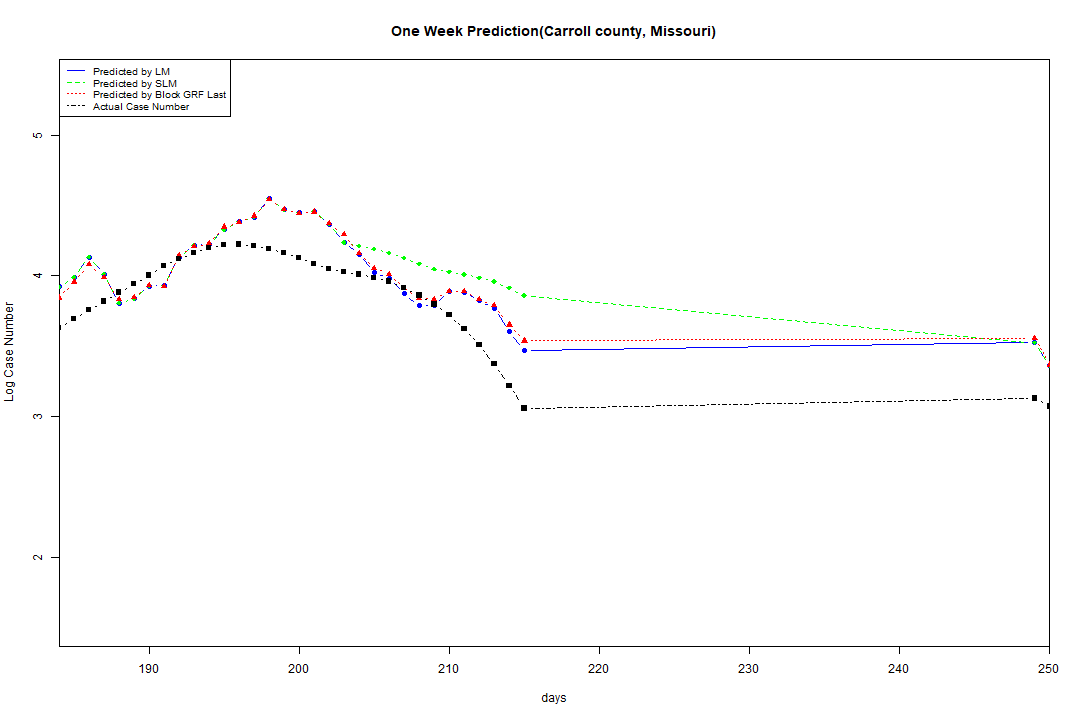 One Week Prediction(Carroll county, Missouri)
Predicted by LM
Predicted by SLM
Predicted by Block GRF Last
Actual Case Number
5
4
3
2
Log Case Number
190 200 210 220 230 240 250
days